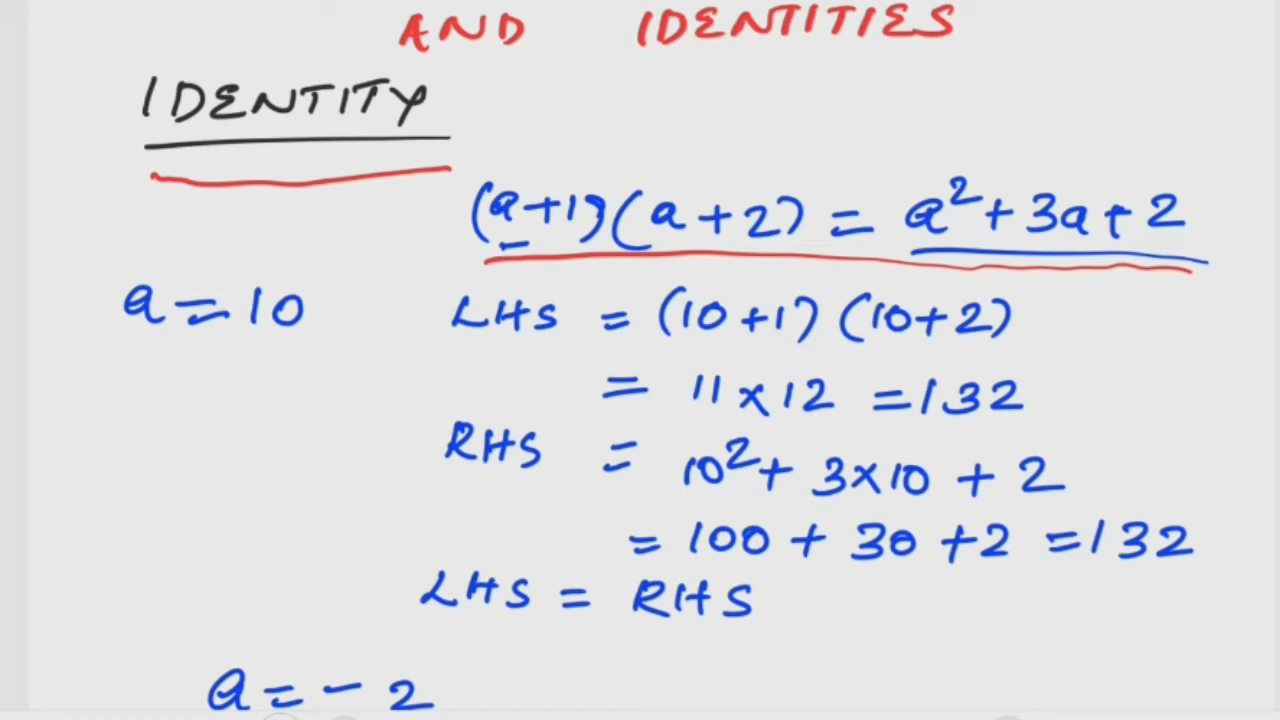 AND IDENTITIES
IDENTITY
(a+1)(a+2) = a²+3a+2
a=10 LHS = (10+1)(10+2)
= 11×12 =132
RHS = 10²+ 3×10 + 2
= 100 + 30 +2 =132
LHS = RHS
a=-2